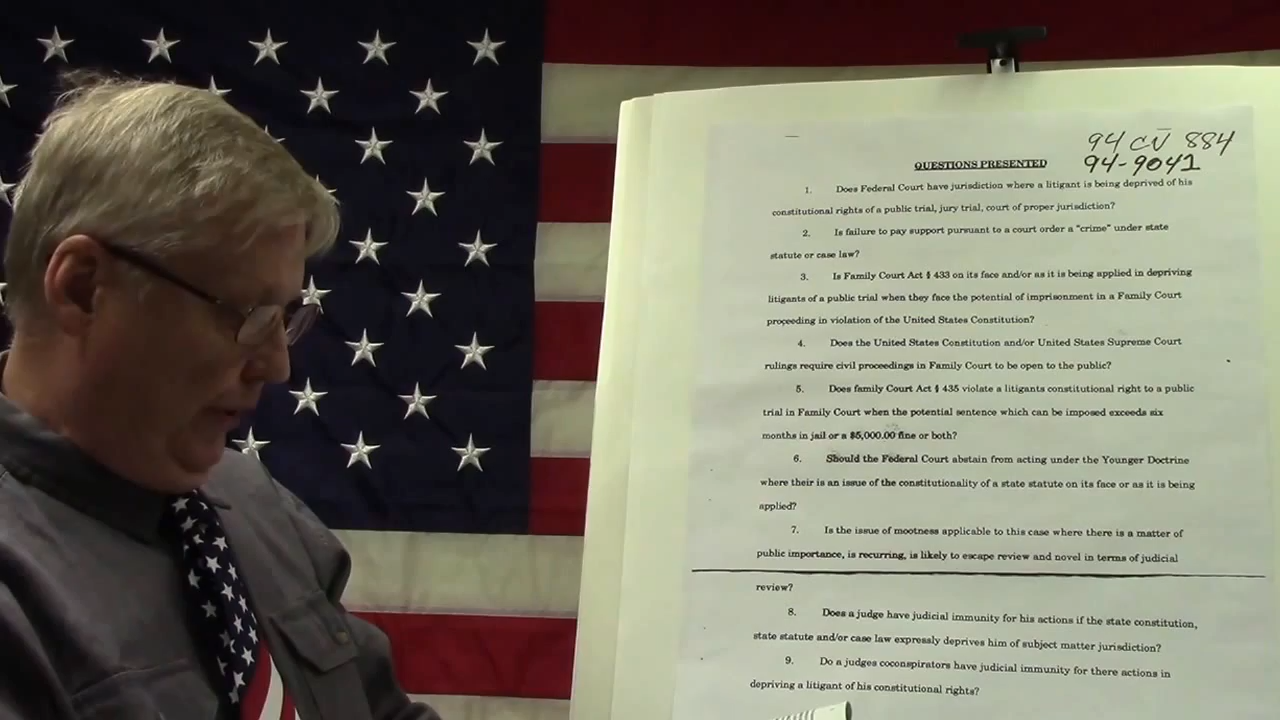 94 CV 884
94-9041
QUESTIONS PRESENTED
1. Does Federal Court have jurisdiction where a litigant is being deprived of his
constitutional rights of a public trial, jury trial, court of proper jurisdiction?
2. Is failure to pay support pursuant to a court order a "crime" under state
statute or case law?
3. Is Family Court Act § 433 on its face and/or as it is being applied in depriving
litigants of a public trial when they face the potential of imprisonment in a Family Court
proceeding in violation of the United States Constitution?
4. Does the United States Constitution and/or United States Supreme Court
rulings require civil proceedings in Family Court to be open to the public?
5. Does family Court Act § 435 violate a litigants constitutional right to a public
trial in Family Court when the potential sentence which can be imposed exceeds six
months in jail or a $5,000.00 fine or both?
6. Should the Federal Court abstain from acting under the Younger Doctrine
where their is an issue of the constitutionality of a state statute on its face or as it is being
applied?
7. Is the issue of mootness applicable to this case where there is a matter of
public importance, is recurring, is likely to escape review and novel in terms of judicial
review?
8. Does a judge have judicial immunity for his actions if the state constitution,
state statute and/or case law expressly deprives him of subject matter jurisdiction?
9. Do a judges coconspirators have judicial immunity for there actions in
depriving a litigant of his constitutional rights?